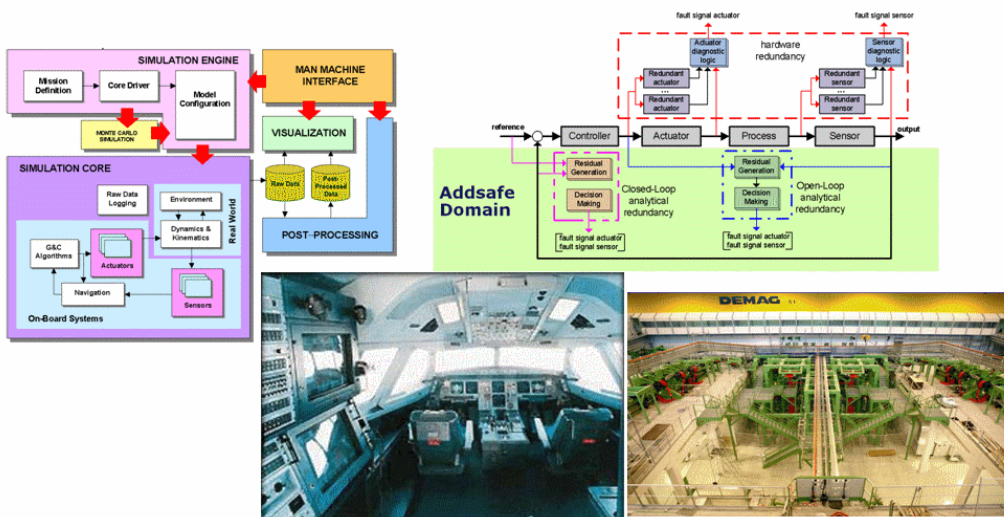 SIMULATION ENGINE
Mission
Definition
Core Driver
Model
Configuration
MONTE CARLO
SIMULATION
MAN MACHINE
INTERFACE
VISUALIZATION
Raw Data
Post-
Processed
Data
POST-PROCESSING
SIMULATION CORE
Raw Data
Logging
Environment
Dynamics &
Kinematics
Real World
G&C
Algorithms
Actuators
Navigation
Sensors
On-Board Systems
fault signal actuator
fault signal sensor
Actuator
diagnostic
logic
hardware
redundancy
Sensor
diagnostic
logic
Redundant
actuator
...
Redundant
actuator
Redundant
sensor
...
Redundant
sensor
reference
Controller
Actuator
Process
Sensor
output
Addsafe
Domain
Residual
Generation
Decision
Making
Closed-Loop
analytical
redundancy
fault signal actuator
fault signal sensor
Residual
Generation
Decision
Making
Open-Loop
analytical
redundancy
fault signal actuator
fault signal sensor
DEMAG